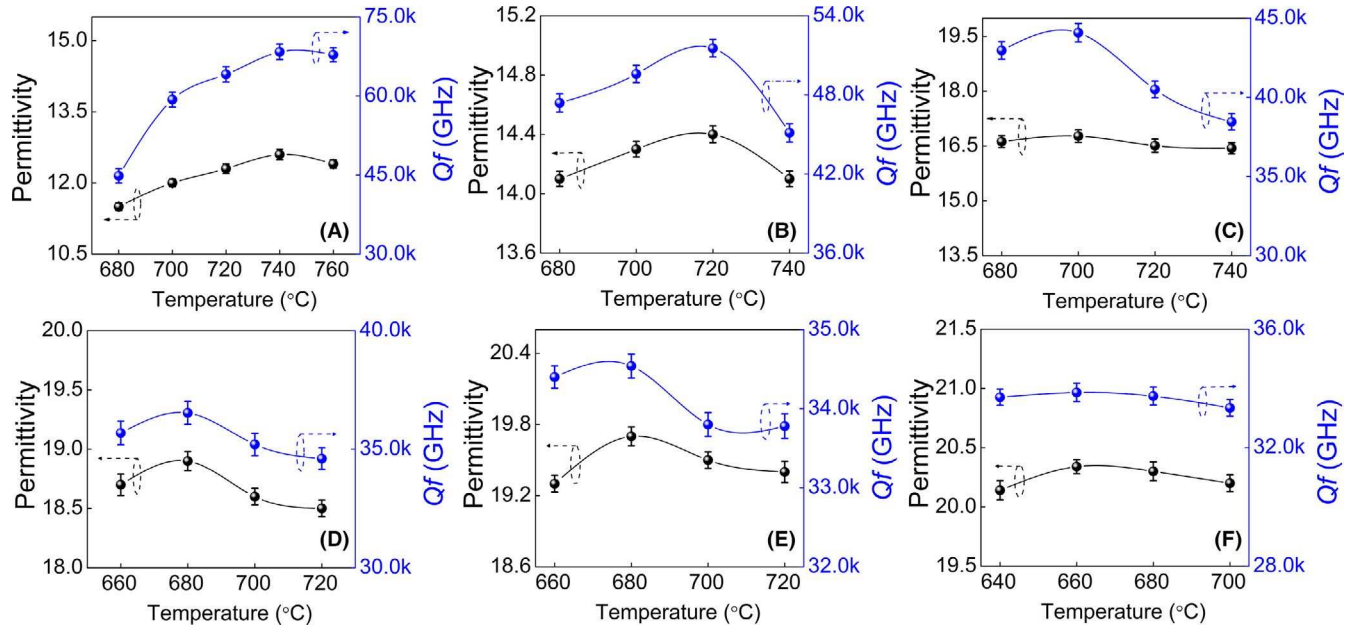 15.0
13.5
12.0
10.5
Permittivity
75.0k
60.0k
45.0k
30.0k
Qf (GHz)
(A)
680 700 720 740 760
Temperature (°C)
15.2
14.8
14.4
14.0
13.6
Permittivity
54.0k
48.0k
42.0k
36.0k
Qf (GHz)
(B)
680 700 720 740
Temperature (°C)
19.5
18.0
16.5
15.0
13.5
Permittivity
45.0k
40.0k
35.0k
30.0k
Qf (GHz)
(C)
680 700 720 740
Temperature (°C)
20.0
19.5
19.0
18.5
18.0
Permittivity
40.0k
35.0k
30.0k
Qf (GHz)
(D)
660 680 700 720
Temperature (°C)
20.4
19.8
19.2
18.6
Permittivity
35.0k
34.0k
33.0k
32.0k
Qf (GHz)
(E)
660 680 700 720
Temperature (°C)
21.5
21.0
20.5
20.0
19.5
Permittivity
36.0k
32.0k
28.0k
Qf (GHz)
(F)
640 660 680 700
Temperature (°C)